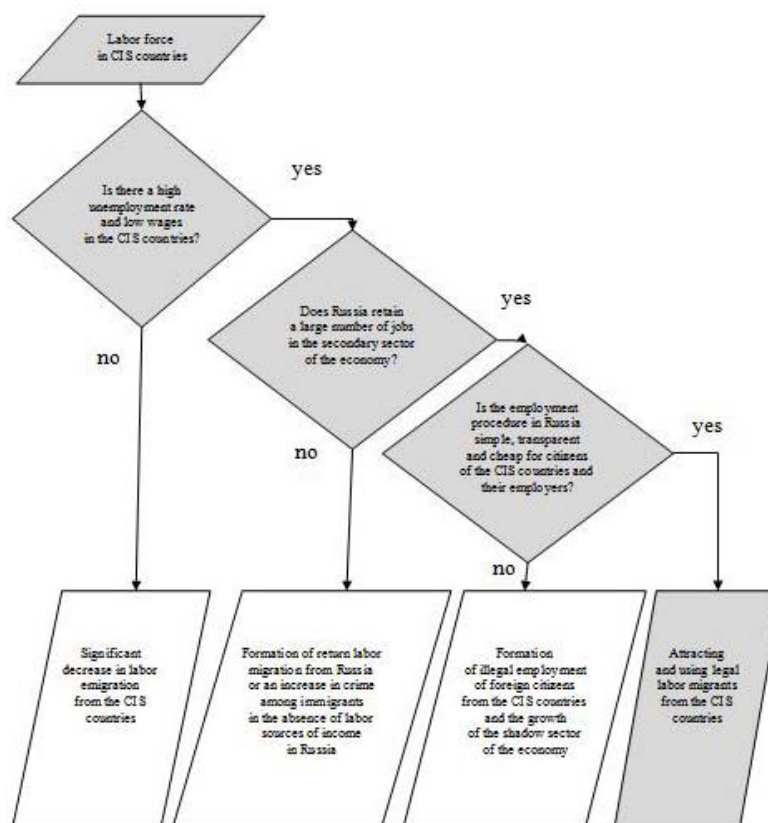 Labor force
in CIS countries
yes
Is there a high
unemployment rate
and low wages
in the CIS countries?
yes
Does Russia retain
a large number of jobs
in the secondary sector
of the economy?
no
Is the employment
procedure in Russia
simple, transparent
and cheap for citizens
of the CIS countries and
their employers?
yes
no
no
Significant
decrease in labor
emigration
from the CIS
countries
Formation of return labor
migration from Russia
or an increase in crime
among immigrants
in the absence of labor
sources of income
in Russia
Formation
of illegal employment
of foreign citizens
from the CIS countries
and the growth
of the shadow sector
of the economy
Attracting
and using legal
labor migrants
from the CIS
countries